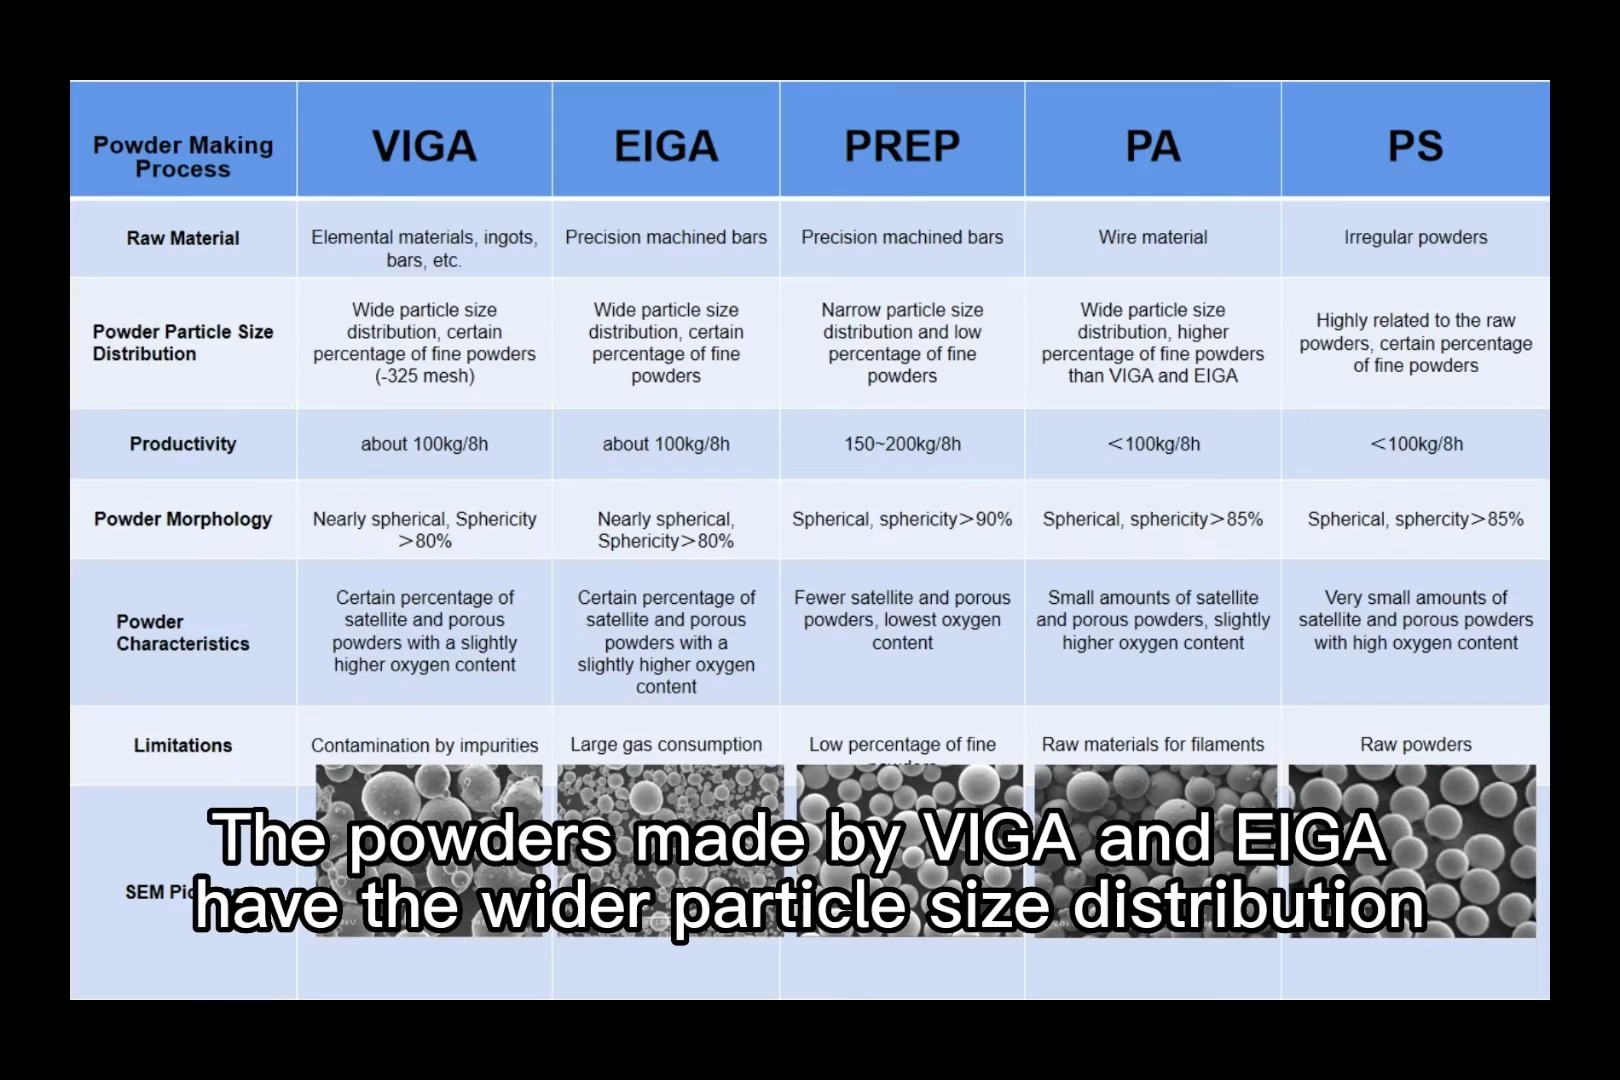 Powder Making
Process
VIGA
EIGA
PREP
PA
PS
Raw Material
Elemental materials, ingots,
bars, etc.
Precision machined bars
Precision machined bars
Wire material
Irregular powders
Powder Particle Size
Distribution
Wide particle size
distribution, certain
percentage of fine powders
(-325 mesh)
Wide particle size
distribution, certain
percentage of fine
powders
Narrow particle size
distribution and low
percentage of fine
powders
Wide particle size
distribution, higher
percentage of fine powders
than VIGA and EIGA
Highly related to the raw
powders, certain percentage
of fine powders
Productivity
about 100kg/8h
about 100kg/8h
150~200kg/8h
<100kg/8h
<100kg/8h
Powder Morphology
Nearly spherical, Sphericity
>80%
Nearly spherical,
Sphericity>80%
Spherical, sphericity>90%
Spherical, sphericity>85%
Spherical, sphercity>85%
Powder
Characteristics
Certain percentage of
satellite and porous
powders with a slightly
higher oxygen content
Certain percentage of
satellite and porous
powders with a
slightly higher oxygen
content
Fewer satellite and porous
powders, lowest oxygen
content
Small amounts of satellite
and porous powders, slightly
higher oxygen content
Very small amounts of
satellite and porous powders
with high oxygen content
Limitations
Contamination by impurities
Large gas consumption
Low percentage of fine
Raw materials for filaments
Raw powders
SEM
The powders made by VIGA and EIGA
have the wider particle size distribution